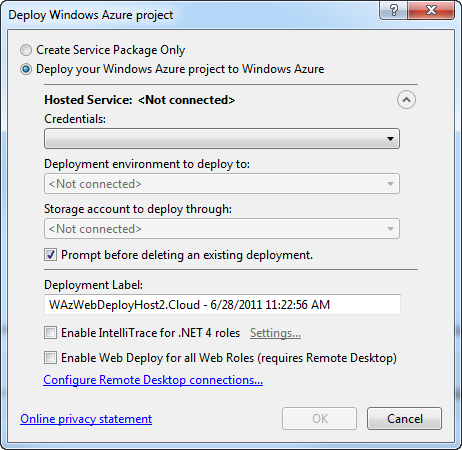 Deploy Windows Azure project
Create Service Package Only
Deploy your Windows Azure project to Windows Azure
Hosted Service: <Not connected>
Credentials:
Deployment environment to deploy to:
<Not connected>
Storage account to deploy through:
<Not connected>
Prompt before deleting an existing deployment.
Deployment Label:
WAzWebDeployHost2.Cloud - 6/28/2011 11:22:56 AM
Enable IntelliTrace for .NET 4 roles Settings...
Enable Web Deploy for all Web Roles (requires Remote Desktop)
Configure Remote Desktop connections...
Online privacy statement OK Cancel